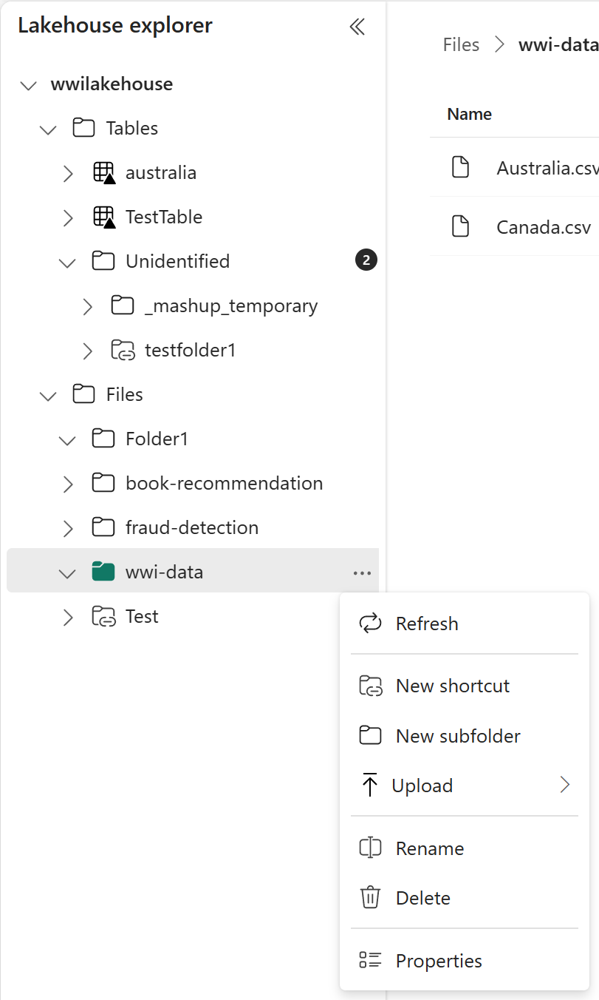 Lakehouse explorer
wwilakehouse
Tables
australia
TestTable
Unidentified 2
_mashup_temporary
testfolder1
Files
Folder1
book-recommendation
fraud-detection
wwi-data
Test
Files wwi-data
Name
Australia.csv
Canada.csv
Refresh
New shortcut
New subfolder
Upload
Rename
Delete
Properties